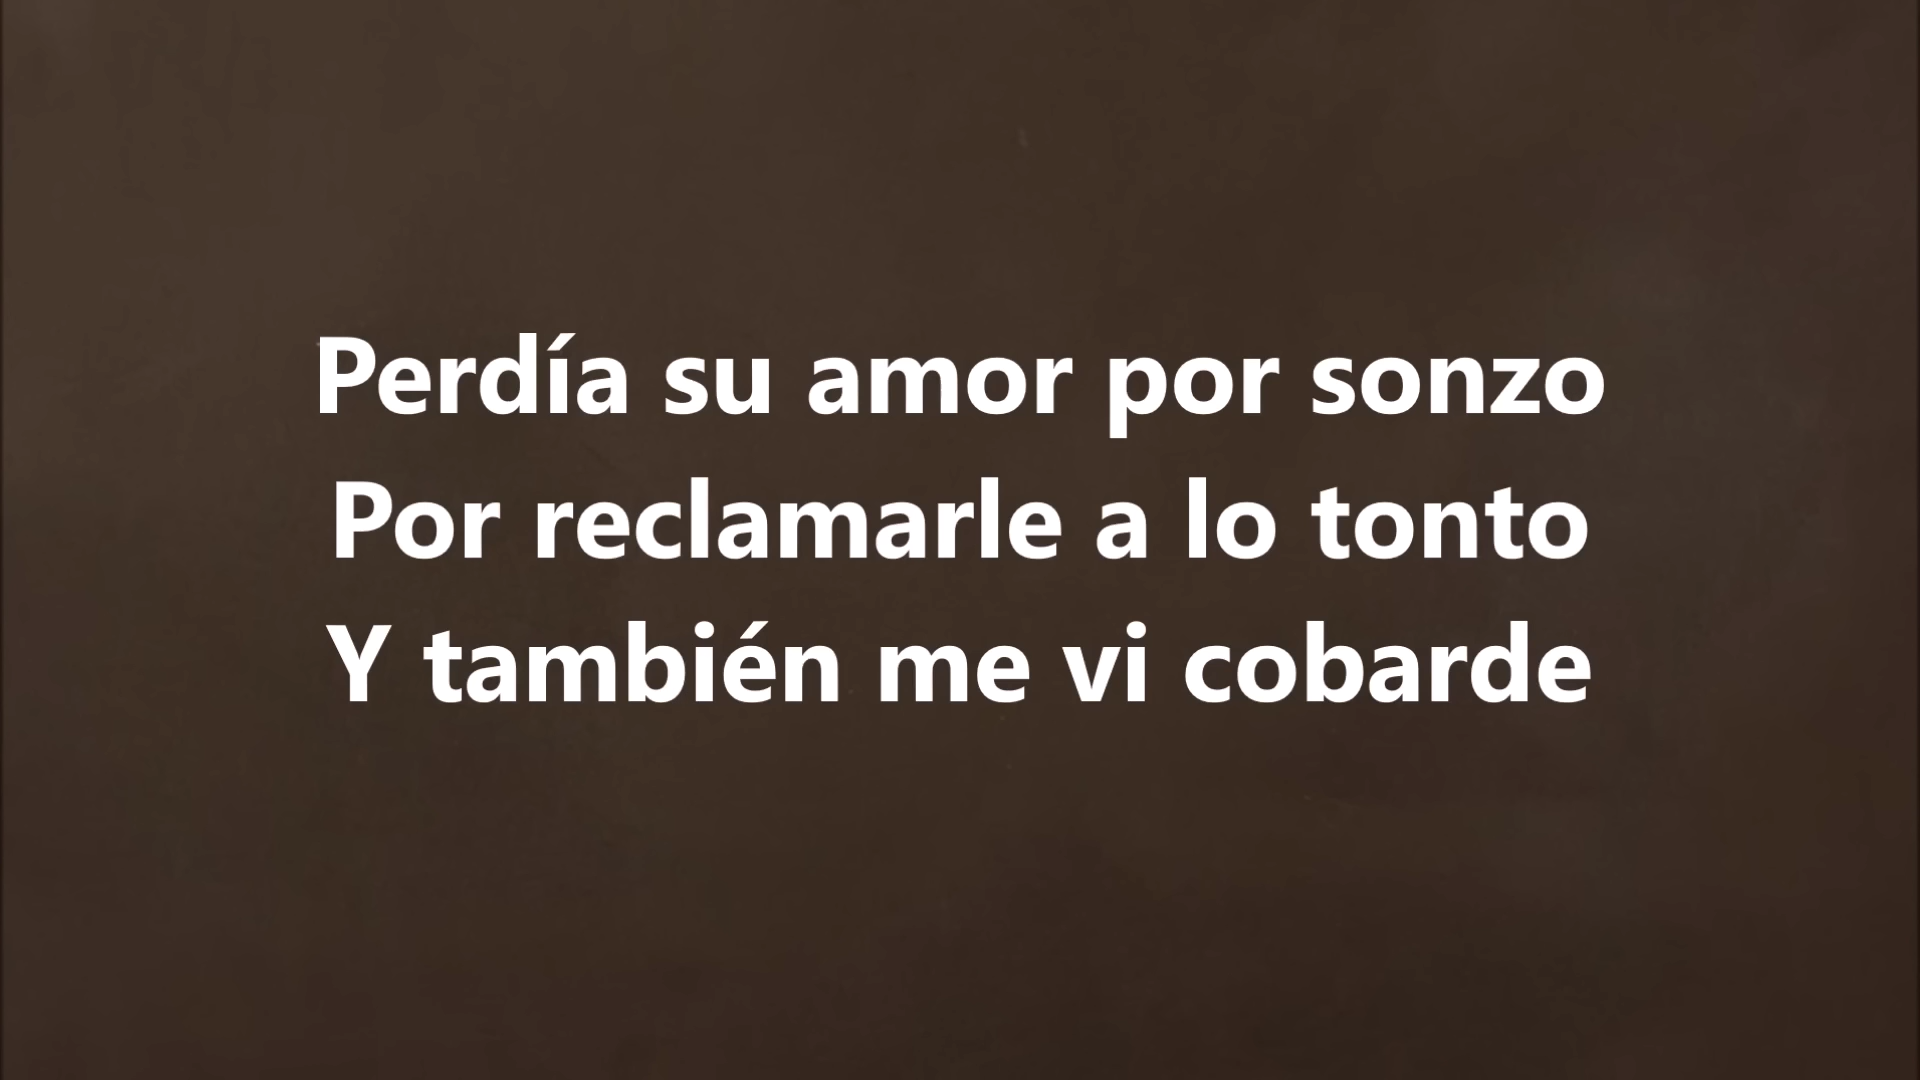 Perdía su amor por sonzo
Por reclamarle a lo tonto
Y también me vi cobarde